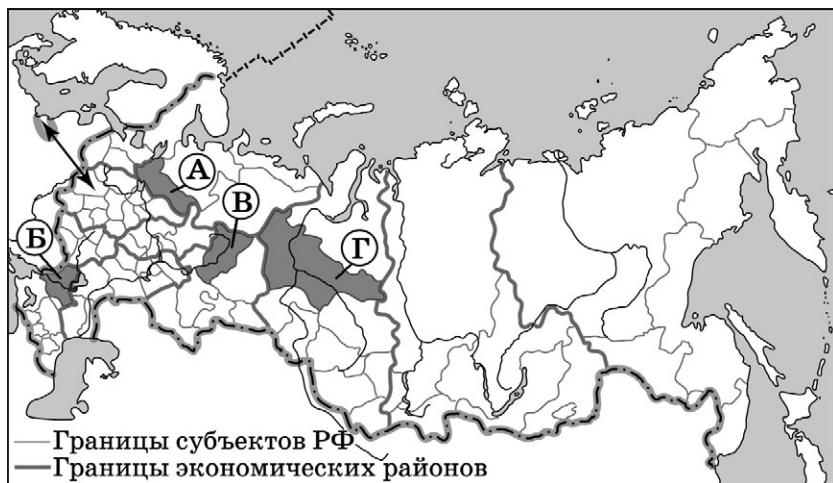 А
В
Б
Г
Границы субъектов РФ
Границы экономических районов